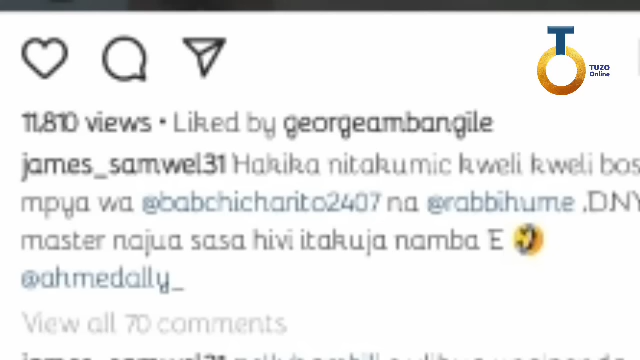 TUZO
Online
11,810 views • Liked by georgeambangile
james_samwel31 Hakika nitakumic kweli kweli bos
mpya wa @babchicharito2407 na @rabbihume .DNY
master najua sasa hivi itakuja namba E 🤣
@ahmedally_
View all 70 comments
james_samwel31